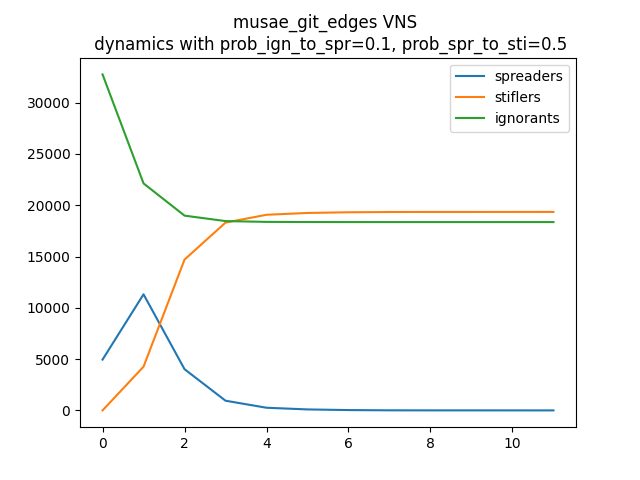 musae_git_edges VNS
dynamics with prob_ign_to_spr=0.1, prob_spr_to_sti=0.5
spreaders
stiflers
ignorants
30000
25000
20000
15000
10000
5000
0
0 2 4 6 8 10